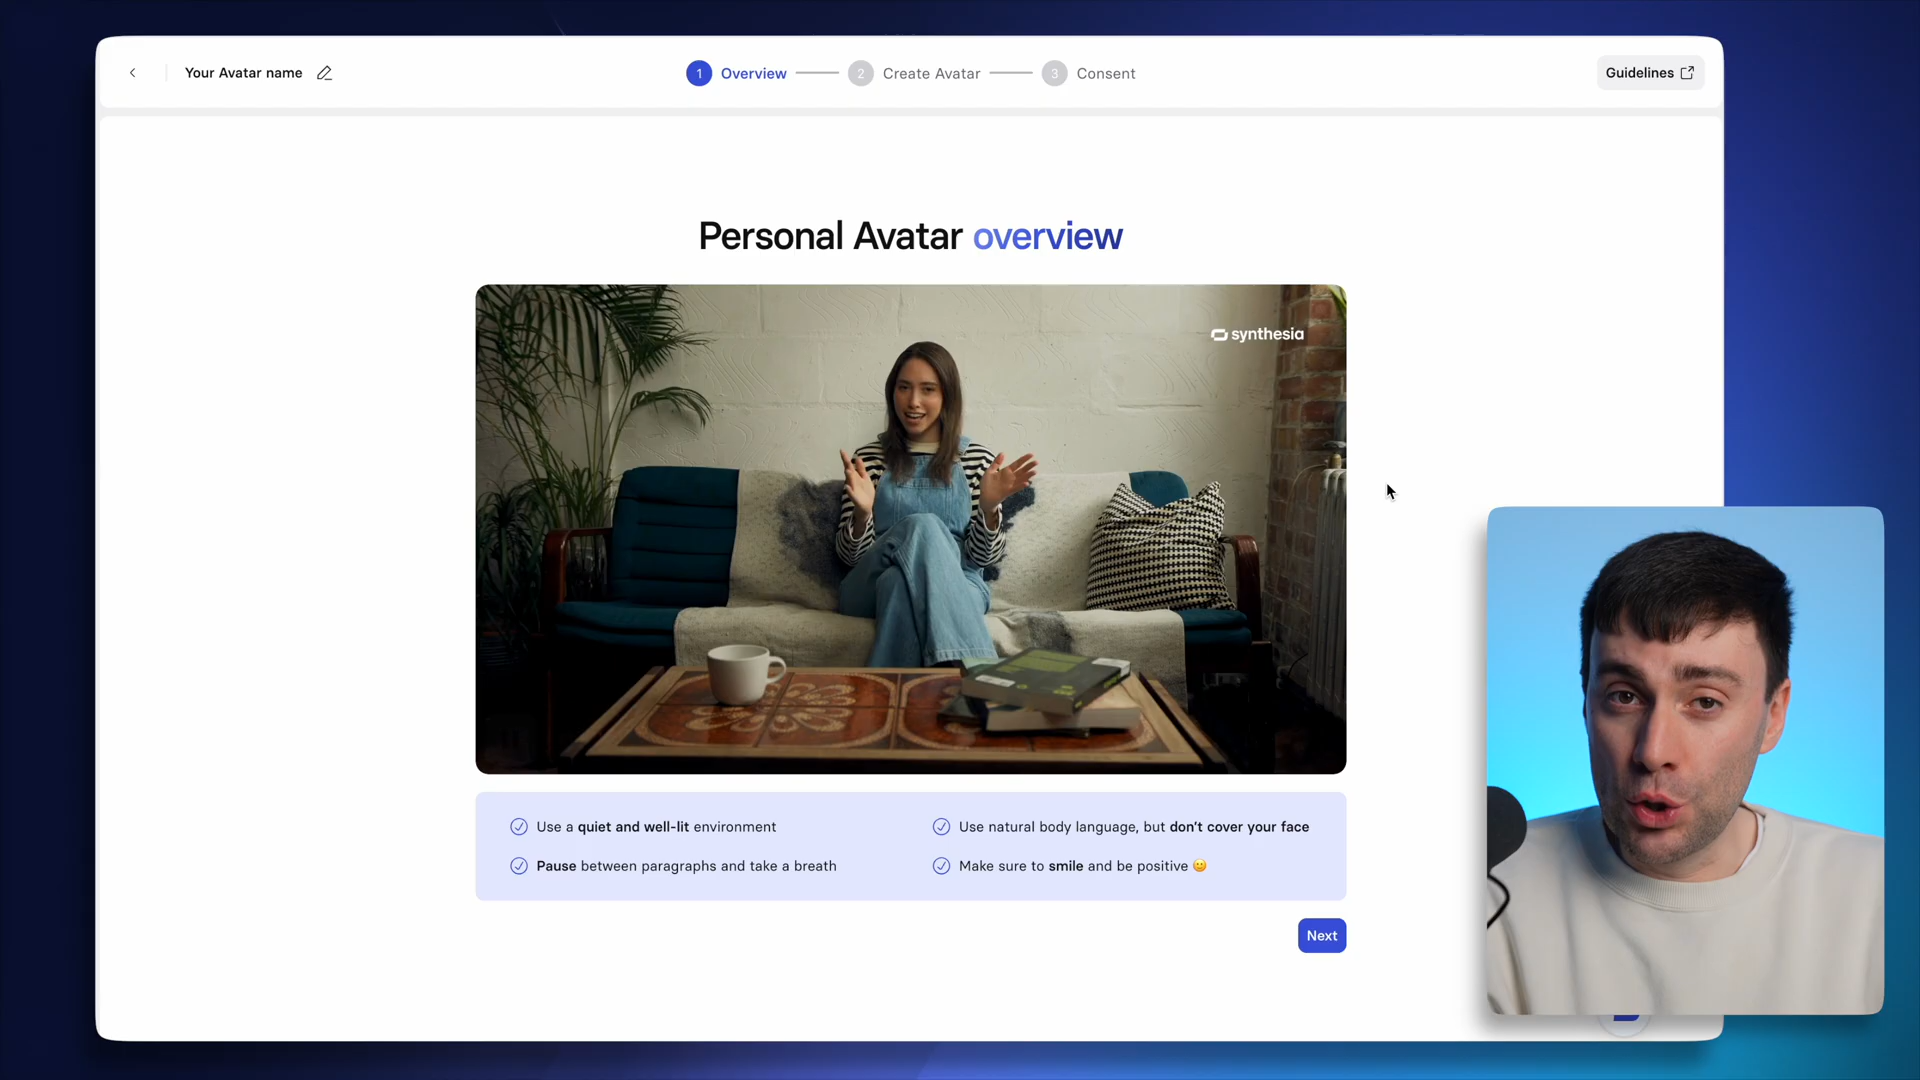 Your Avatar name
1 Overview
2 Create Avatar
3 Consent
Guidelines
Personal Avatar overview
synthesia
Use a quiet and well-lit environment
Use natural body language, but don't cover your face
Pause between paragraphs and take a breath
Make sure to smile and be positive 🙂
Next